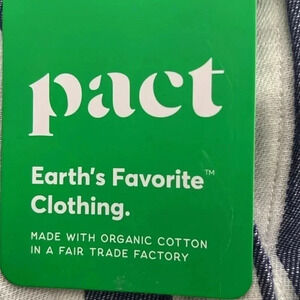 pact
Earth's Favorite™
Clothing.
MADE WITH ORGANIC COTTON
IN A FAIR TRADE FACTORY